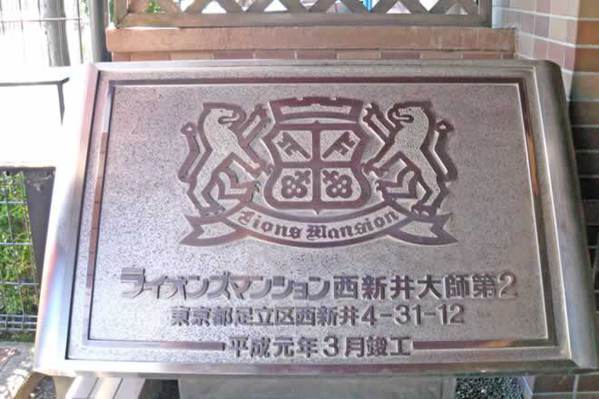 Lions Mansion
ライオンズマンション西新井大師第2
東京都足立区西新井4-31-12
平成元年3月竣工